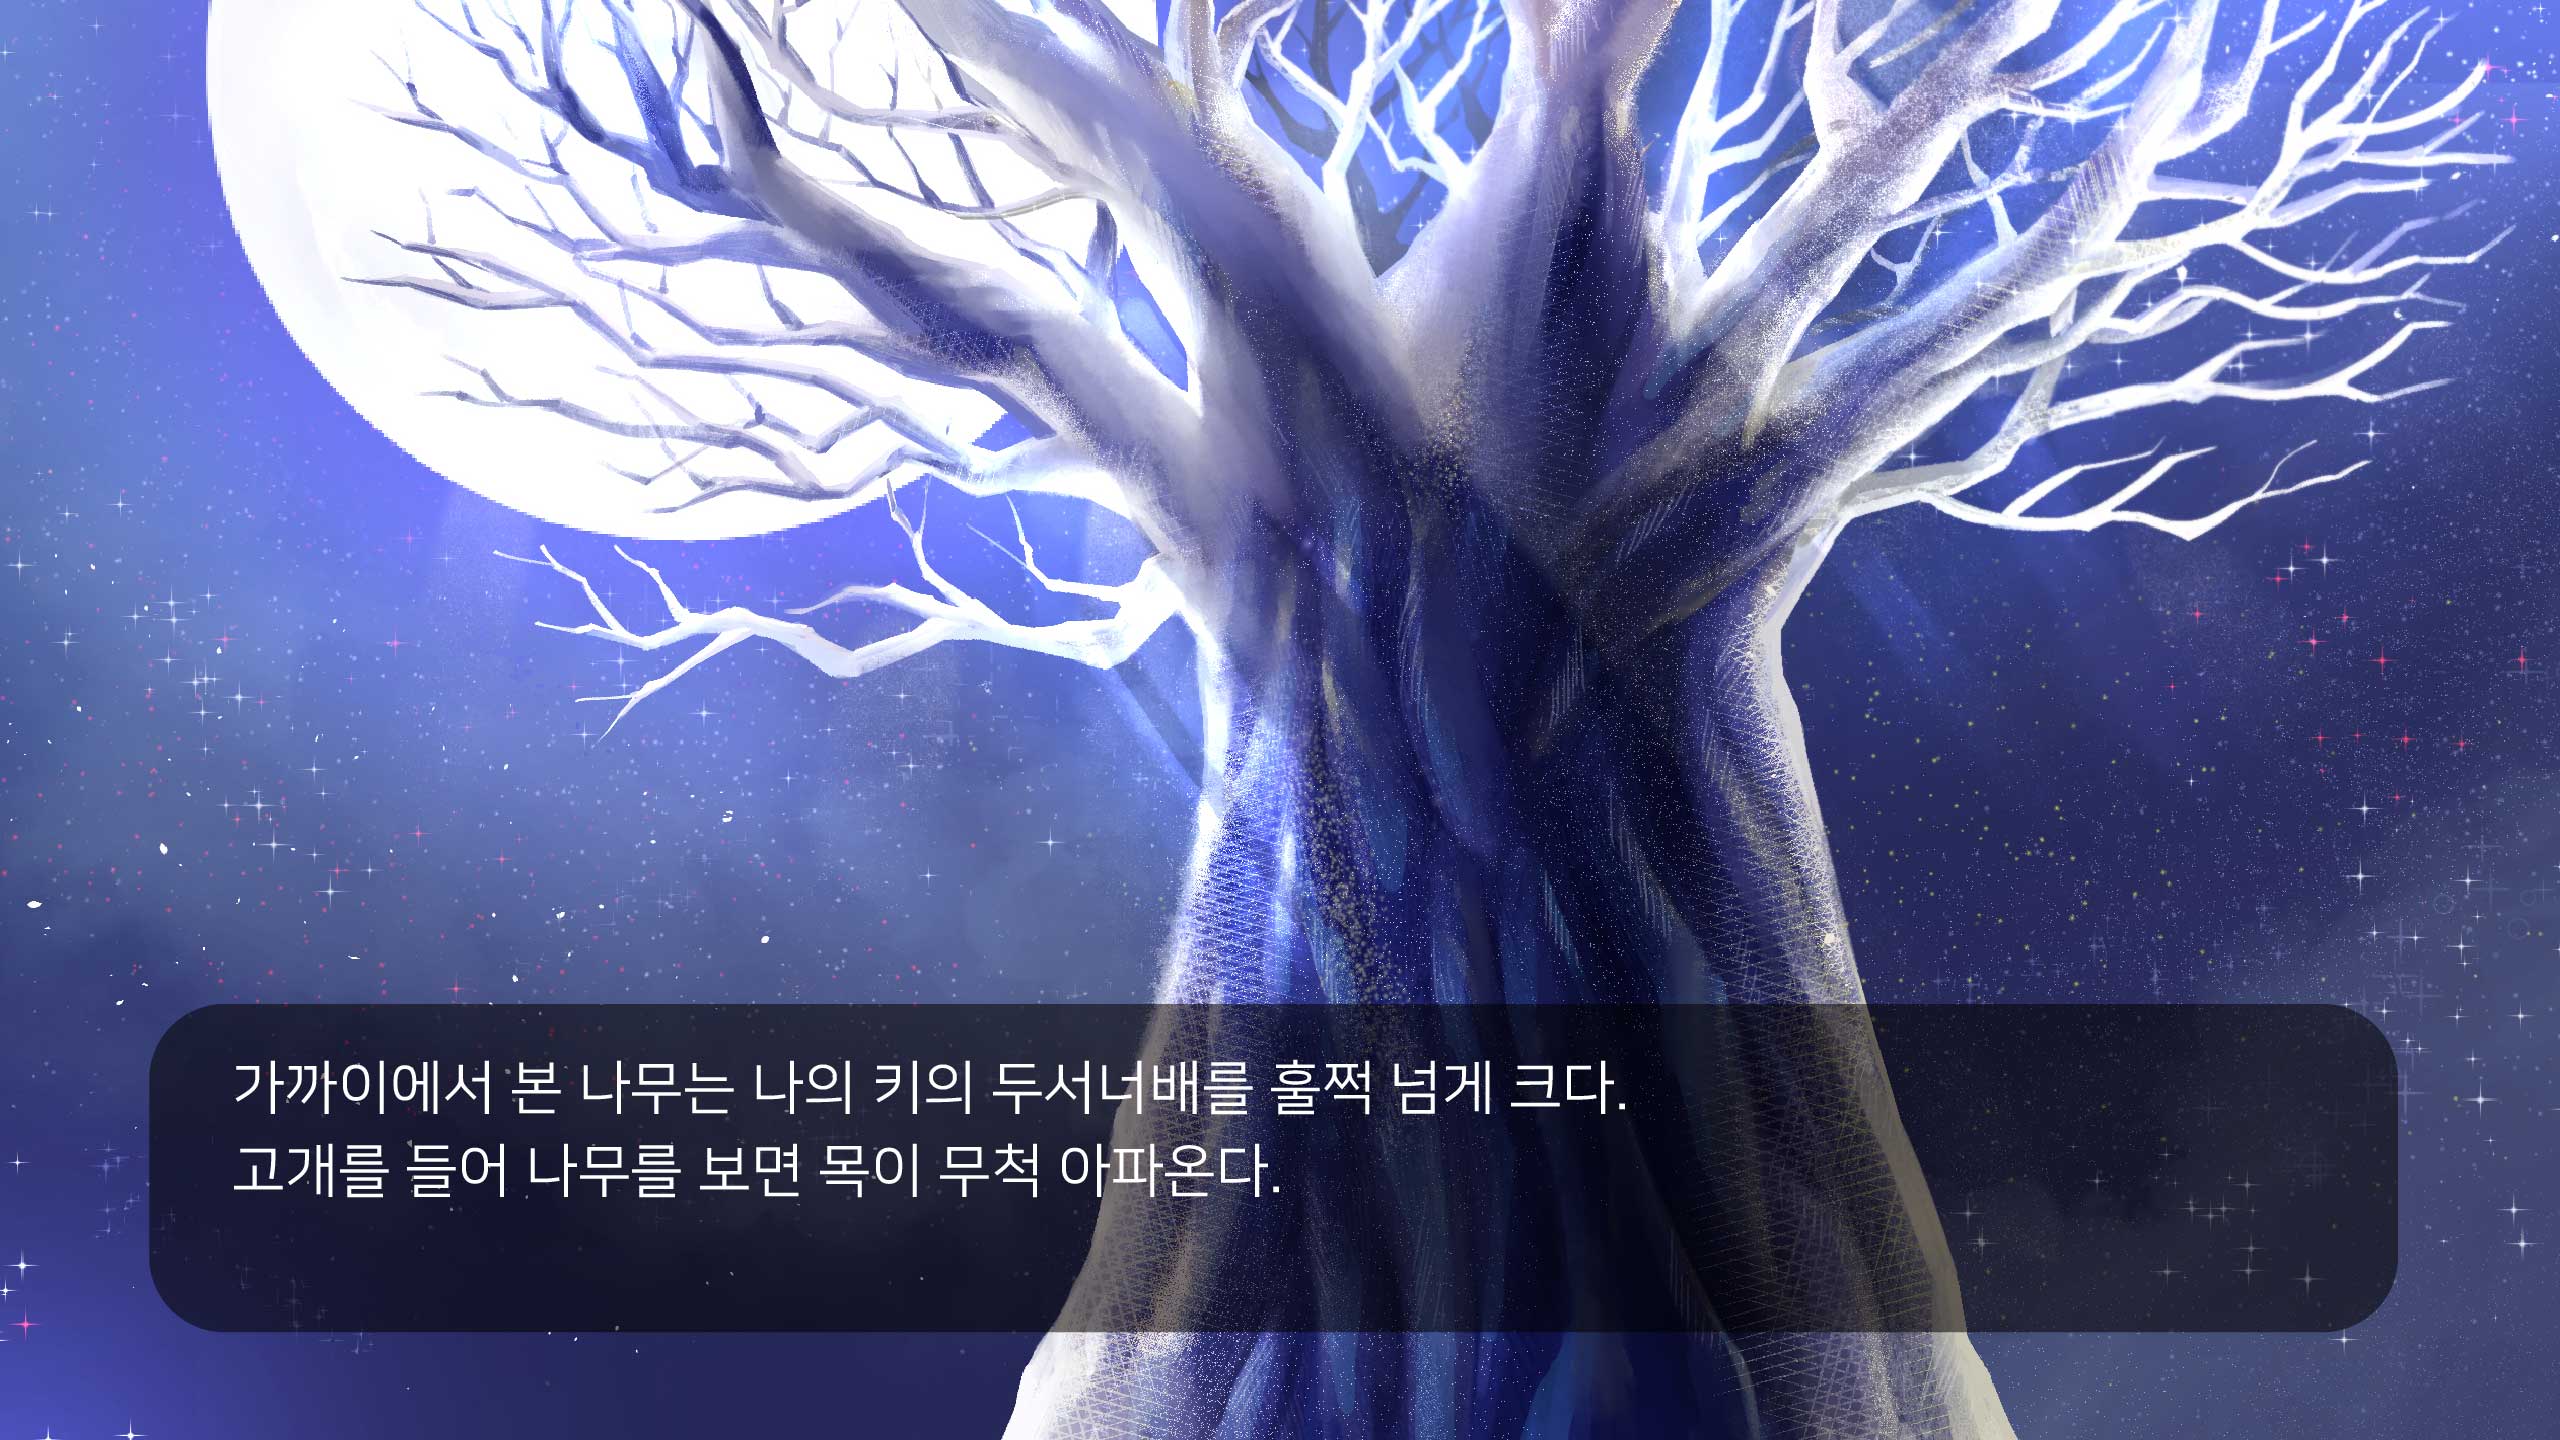 가까이에서 본 나무는 나의 키의 두서너배를 훌쩍 넘게 크다.
고개를 들어 나무를 보면 목이 무척 아파온다.